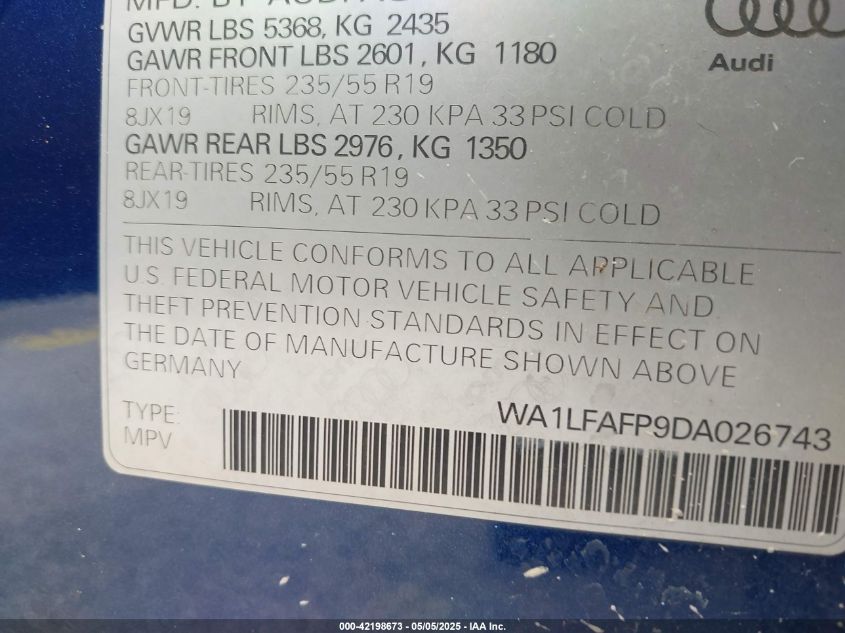 MFD. BY AUDI
GVWR LBS 5368, KG 2435
GAWR FRONT LBS 2601, KG 1180
FRONT-TIRES 235/55 R19
8JX19 RIMS, AT 230 KPA 33 PSI COLD
GAWR REAR LBS 2976, KG 1350
REAR-TIRES 235/55 R19
8JX19 RIMS, AT 230 KPA 33 PSI COLD
Audi
THIS VEHICLE CONFORMS TO ALL APPLICABLE
U.S. FEDERAL MOTOR VEHICLE SAFETY AND
THEFT PREVENTION STANDARDS IN EFFECT ON
THE DATE OF MANUFACTURE SHOWN ABOVE
GERMANY
TYPE:
MPV
WA1LFAFP9DA026743
000-42198673 - 05/05/2025 - IAA Inc.